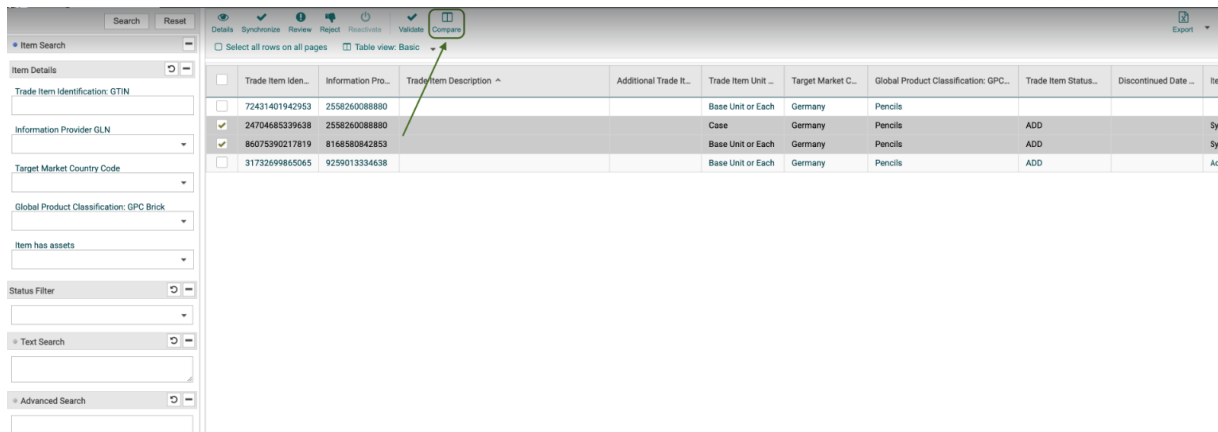 Search Reset
Details Synchronize Review Reject Reactivate Validate Compare Export
Item Search
Select all rows on all pages Table view: Basic
Item Details
Trade Item Identification: GTIN
Information Provider GLN
Target Market Country Code
Global Product Classification: GPC Brick
Item has assets
Status Filter
Text Search
Advanced Search
Trade Item Iden... Information Pro... Trade Item Description Additional Trade It... Trade Item Unit ... Target Market C... Global Product Classification: GPC... Trade Item Status... Discontinued Date ... Ite
72431401942953 2558260088880 Base Unit or Each Germany Pencils
24704685339638 2558260088880 Case Germany Pencils ADD Sy
86075390217819 8168580842853 Base Unit or Each Germany Pencils ADD Sy
31732699865065 9259013334638 Base Unit or Each Germany Pencils ADD Ac